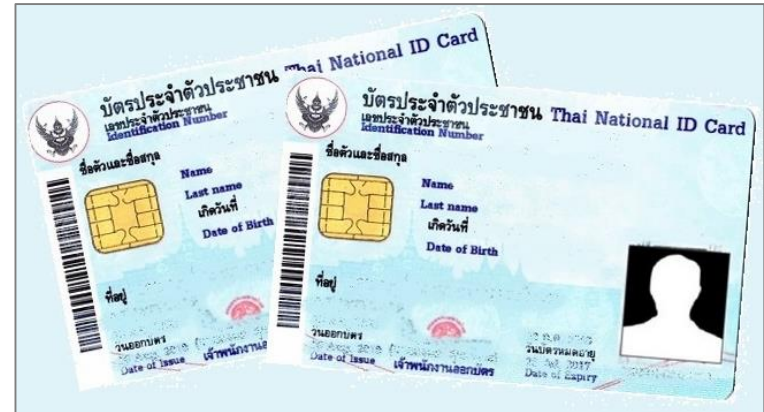 บัตรประจำตัวประชาชน Thai National ID Card
เลขประจำตัวประชาชน
Identification Number
ชื่อตัวและชื่อสกุล
Name
Last name
เกิดวันที่
Date of Birth
ที่อยู่
วันออกบัตร
Date of Issue
เจ้าพนักงานออก
บัตรประจำตัวประชาชน Thai National ID Card
เลขประจำตัวประชาชน
Identification Number
ชื่อตัวและชื่อสกุล
Name
Last name
เกิดวันที่
Date of Birth
ที่อยู่
วันออกบัตร
Date of Issue
เจ้าพนักงานออกบัตร
วันบัตรหมดอายุ
2017
Date of Expiry